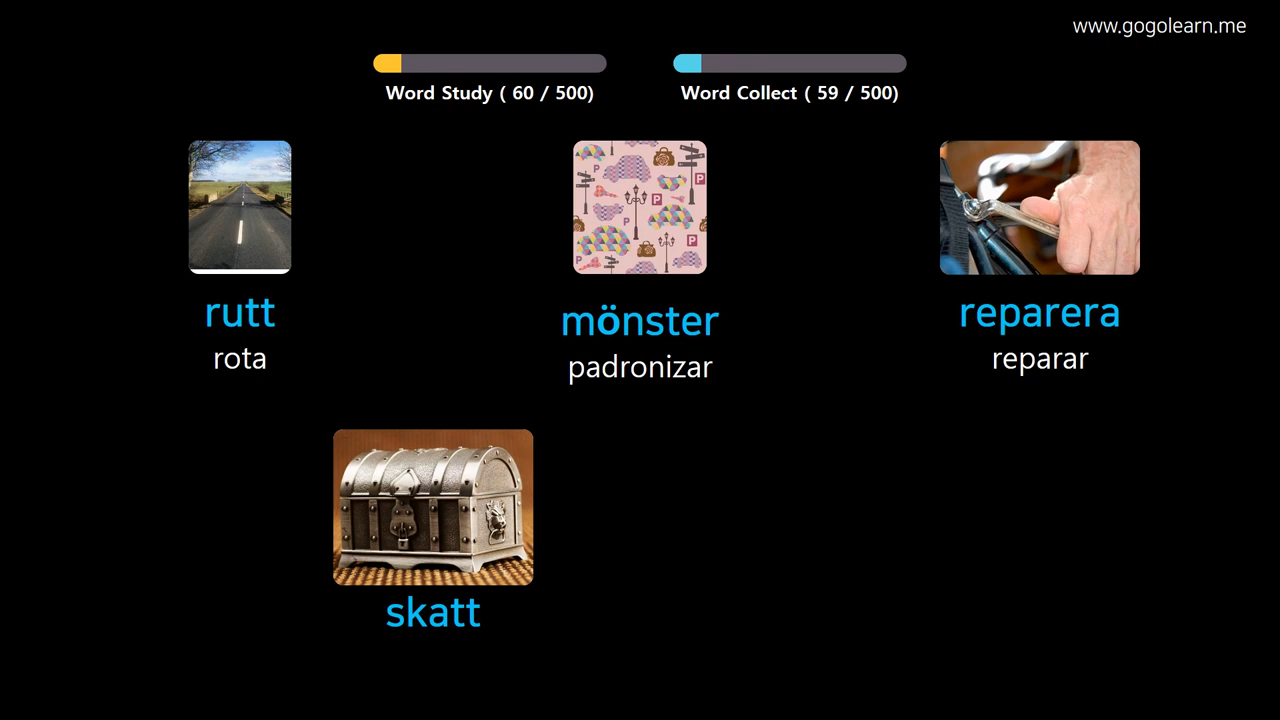 www.gogolearn.me
Word Study ( 60 / 500)
Word Collect ( 59 / 500)
rutt
rota
mönster
padronizar
reparera
reparar
skatt